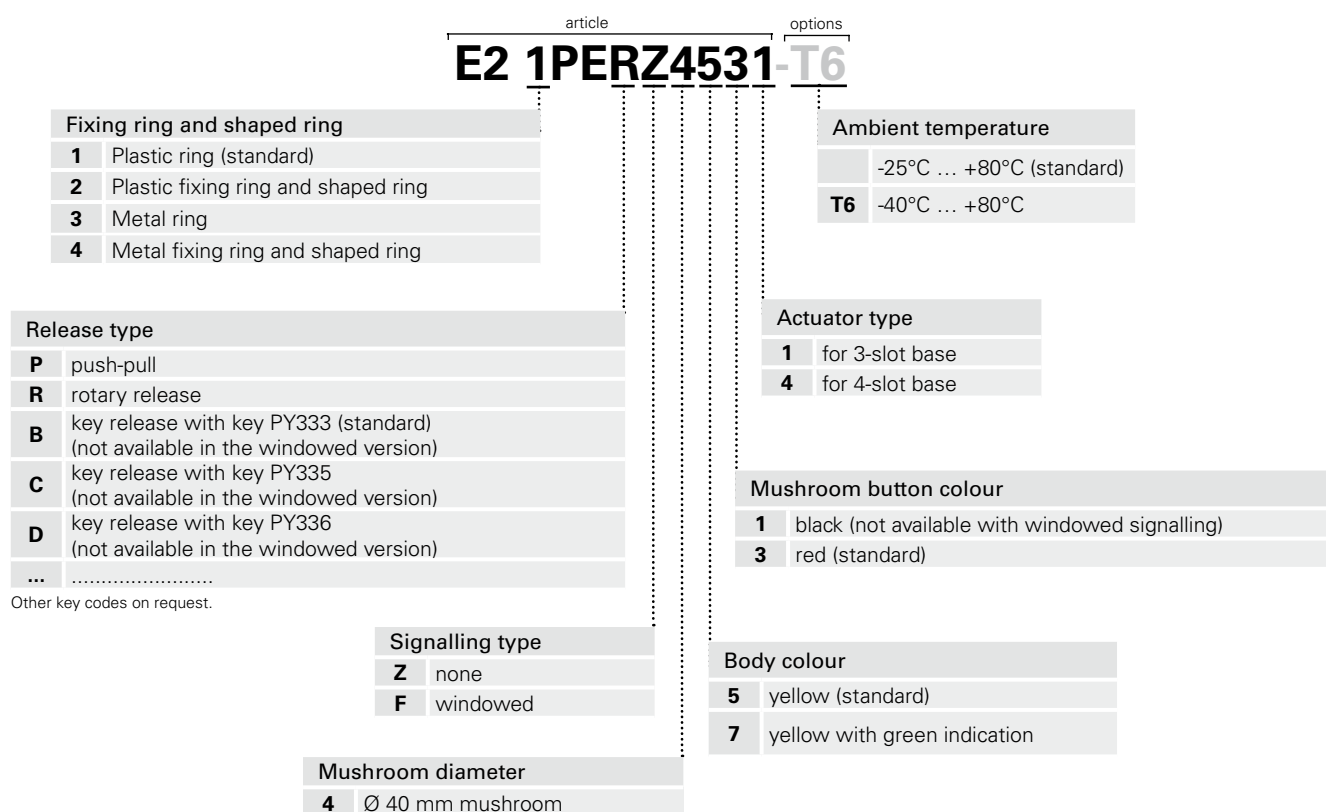 article options
E2 1PERZ4531-T6
Fixing ring and shaped ring
1 Plastic ring (standard)
2 Plastic fixing ring and shaped ring
3 Metal ring
4 Metal fixing ring and shaped ring
Ambient temperature
-25°C … +80°C (standard)
T6 -40°C … +80°C
Release type
P push-pull
R rotary release
B key release with key PY333 (standard)
(not available in the windowed version)
C key release with key PY335
(not available in the windowed version)
D key release with key PY336
(not available in the windowed version)
... ........................
Other key codes on request.
Actuator type
1 for 3-slot base
4 for 4-slot base
Mushroom button colour
1 black (not available with windowed signalling)
3 red (standard)
Signalling type
Z none
F windowed
Body colour
5 yellow (standard)
7 yellow with green indication
Mushroom diameter
4 Ø 40 mm mushroom